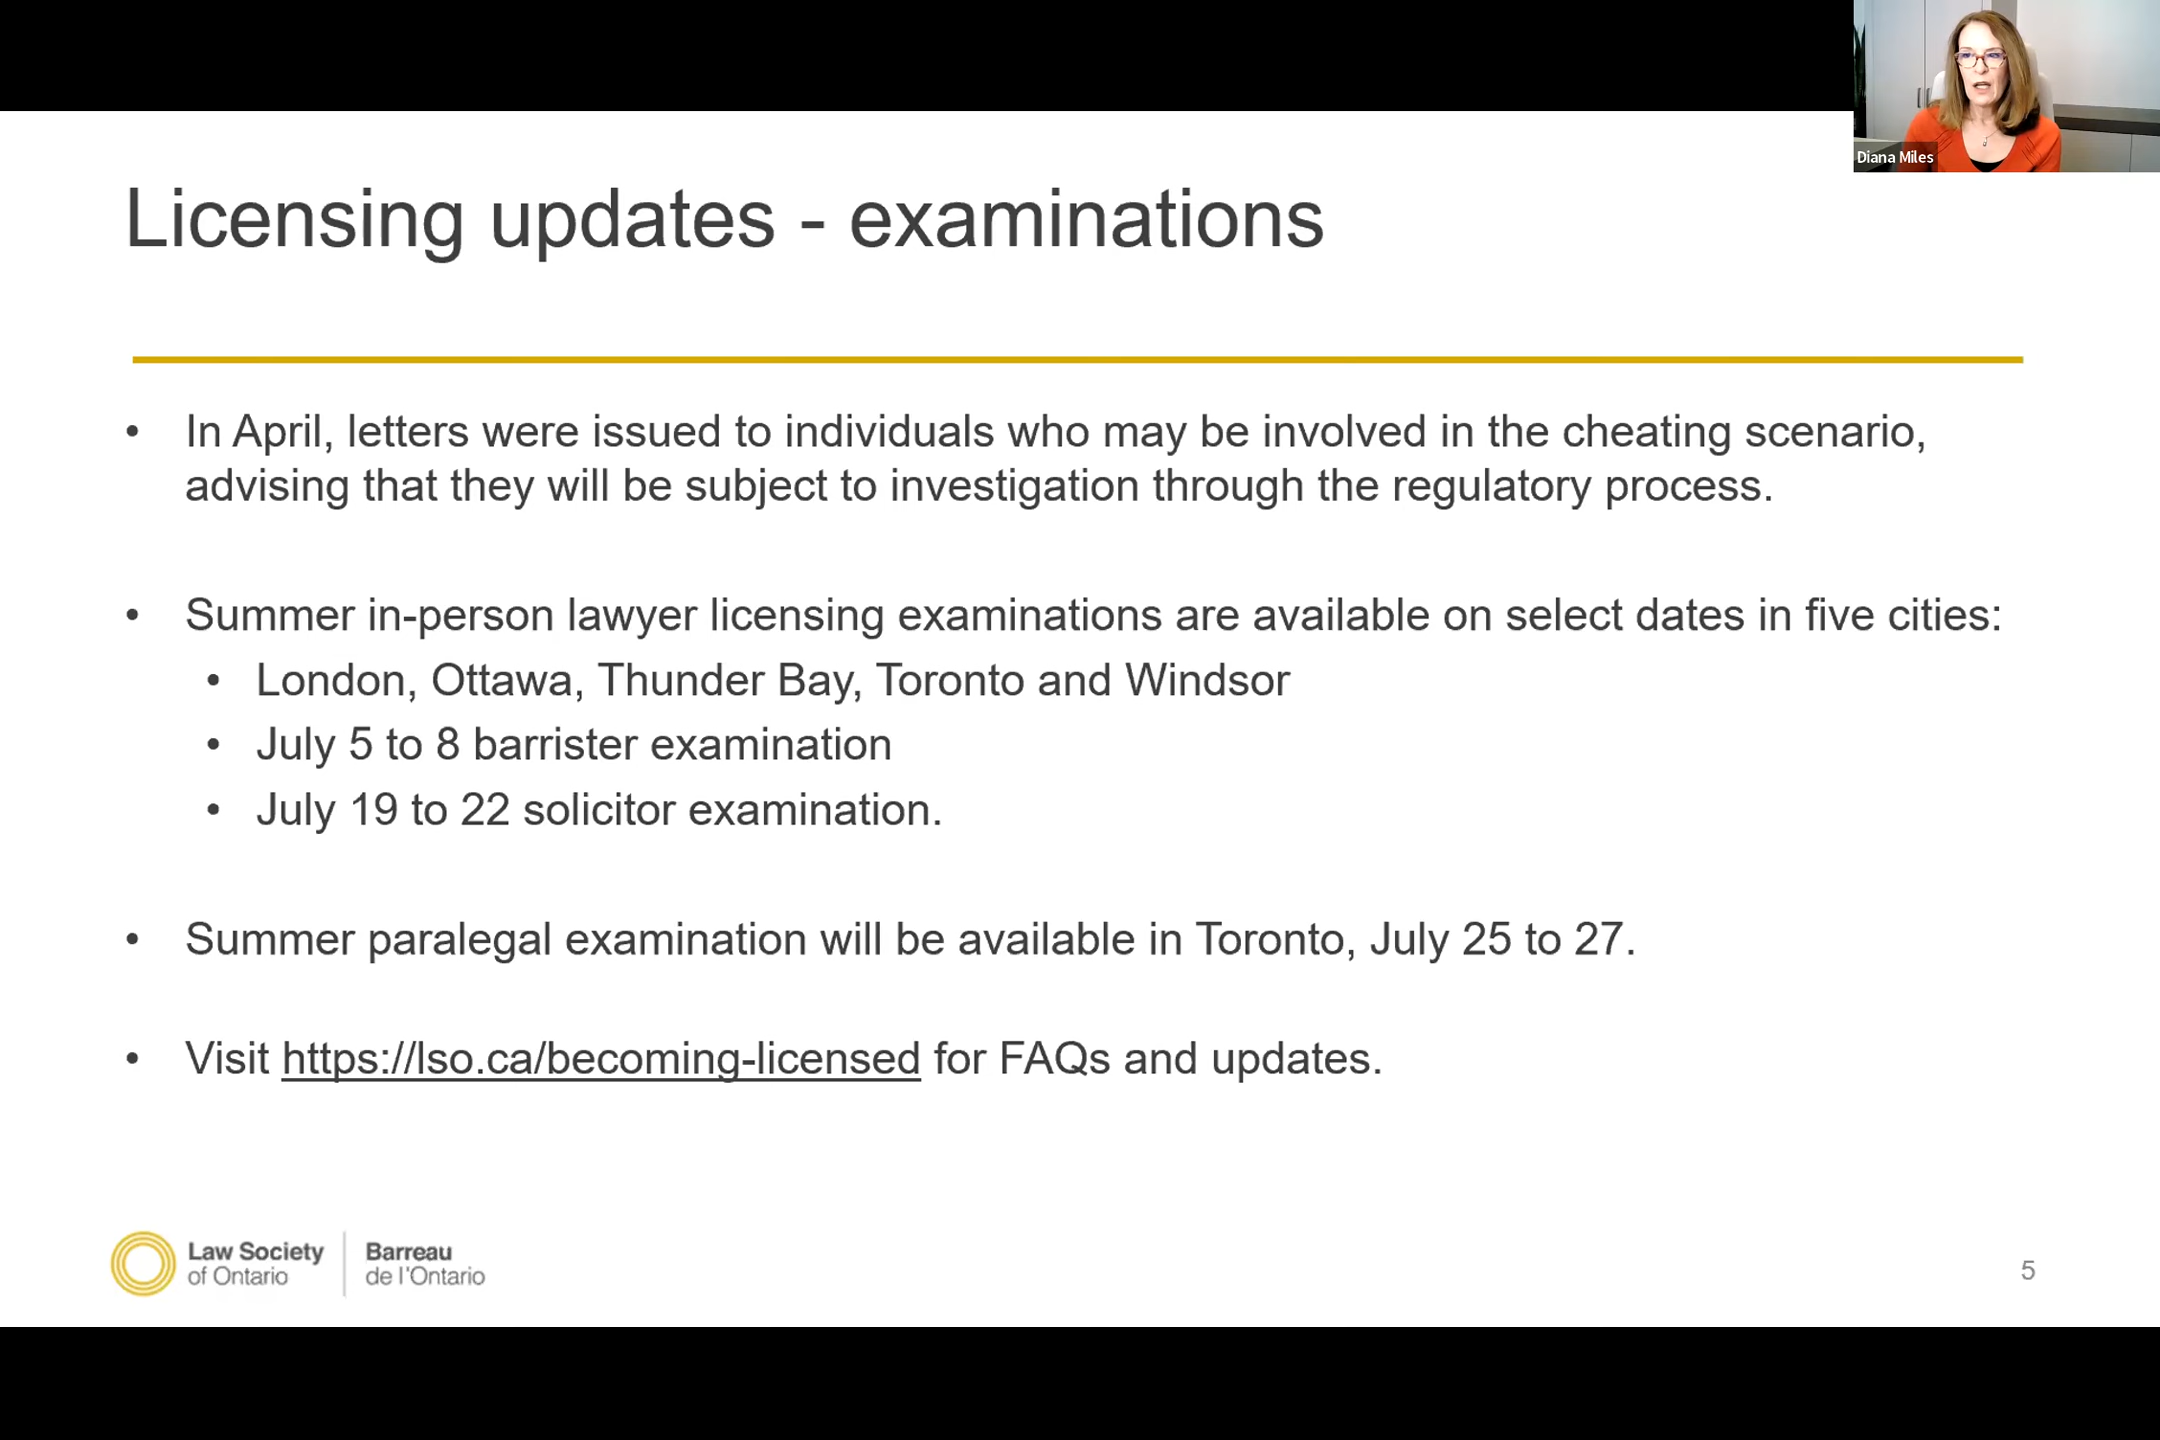 Diana Miles
Licensing updates - examinations
• In April, letters were issued to individuals who may be involved in the cheating scenario,
advising that they will be subject to investigation through the regulatory process.
• Summer in-person lawyer licensing examinations are available on select dates in five cities:
• London, Ottawa, Thunder Bay, Toronto and Windsor
• July 5 to 8 barrister examination
• July 19 to 22 solicitor examination.
• Summer paralegal examination will be available in Toronto, July 25 to 27.
• Visit https://lso.ca/becoming-licensed for FAQs and updates.
Law Society
of Ontario
Barreau
de l'Ontario
5